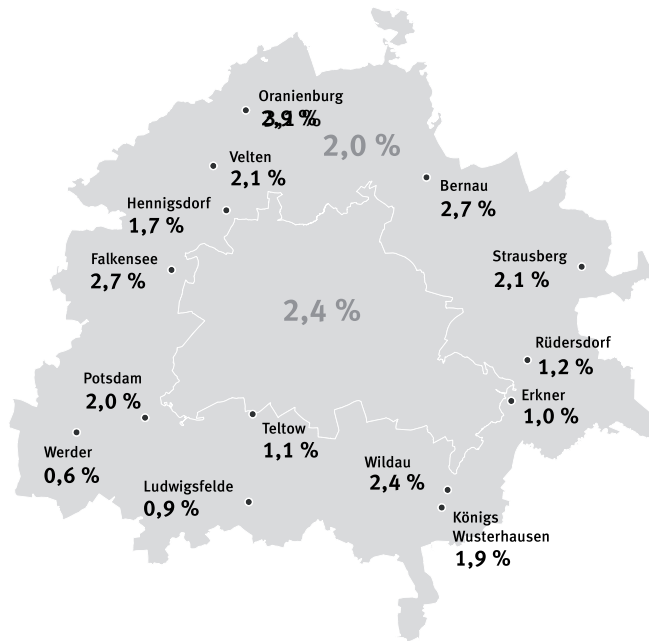 Oranienburg
2,0 %
Velten
2,1 %
Bernau
2,7 %
Hennigsdorf
1,7 %
Falkensee
2,7 %
Strausberg
2,1 %
2,4 %
Rüdersdorf
1,2 %
Potsdam
2,0 %
Erkner
1,0 %
Teltow
1,1 %
Werder
0,6 %
Wildau
2,4 %
Ludwigsfelde
0,9 %
Königs
Wusterhausen
1,9 %